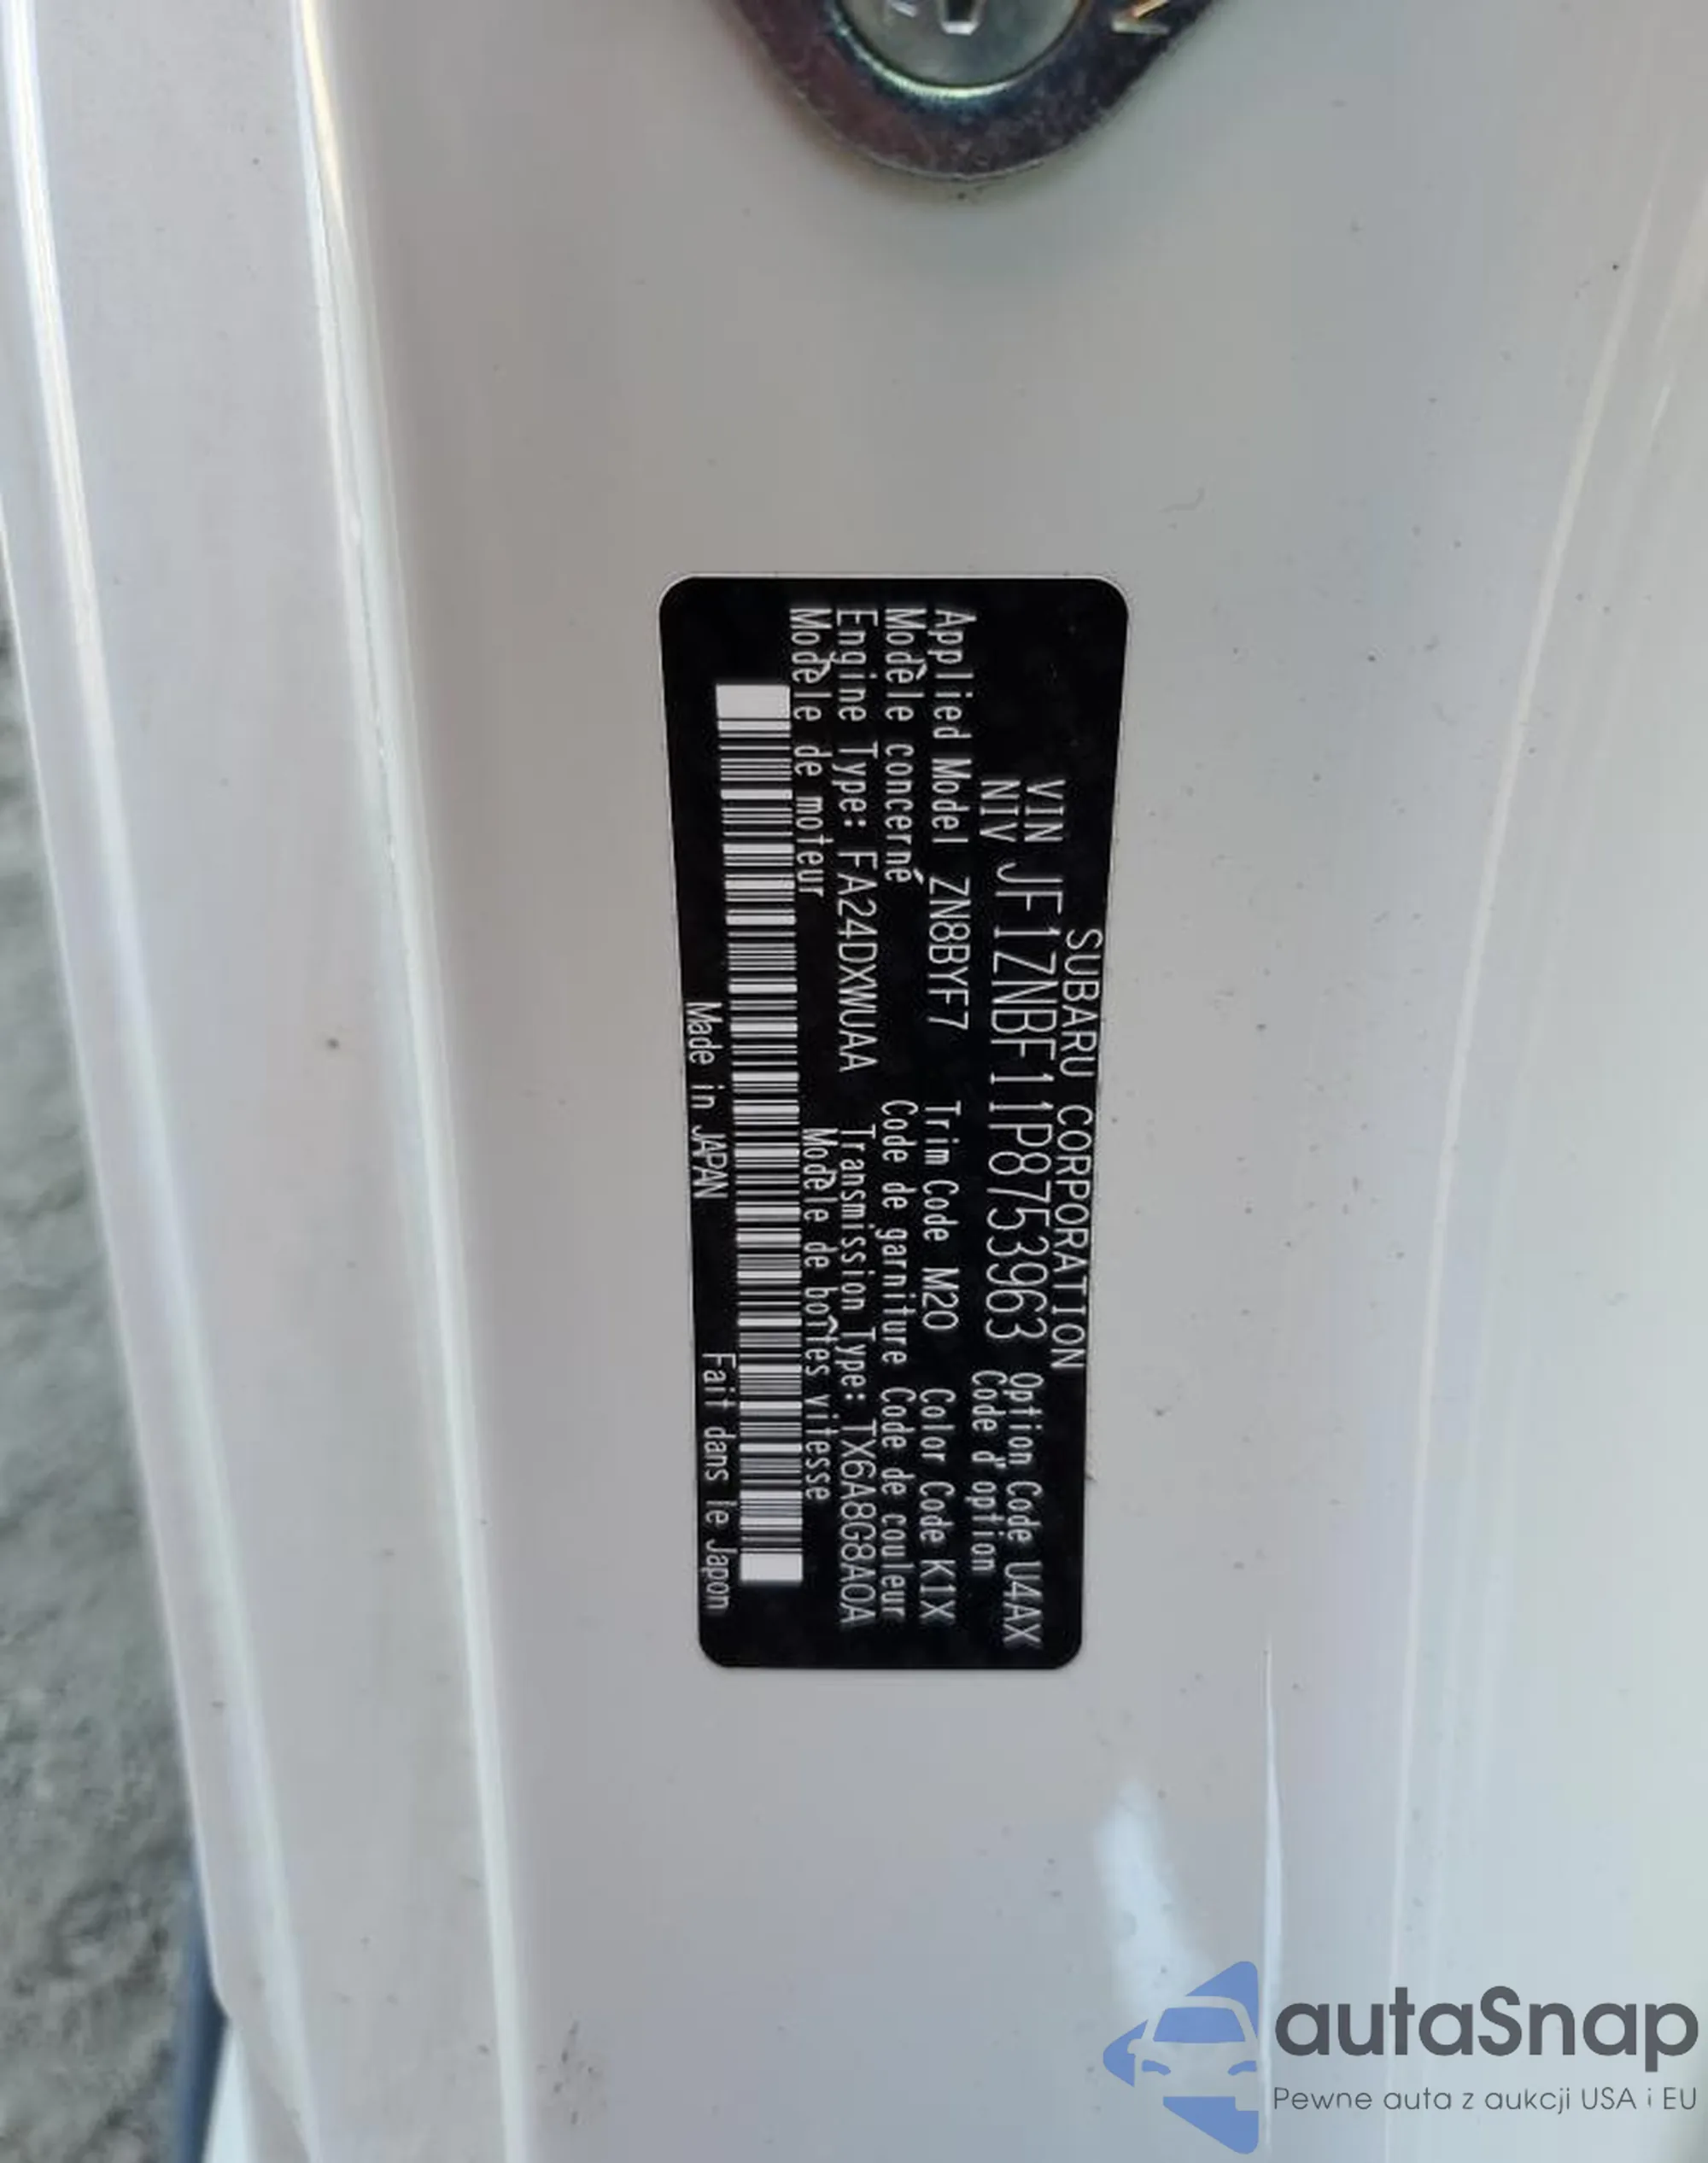 SUBARU CORPORATION
VIN JF1ZNBF11P8753963 Option Code U4AX
NIV Code d'option
Applied Model ZN8BYF7 Trim Code M20 Color Code K1X
Modèle concerné Code de garniture Code de couleur
Engine Type: FA24DXWUAA Transmission Type: TX6A8G8A0A
Modèle de moteur Modèle de boîtes vitesse
Made in JAPAN Fait dans le Japon
autaSnap
Pewne auta z aukcji USA i EU